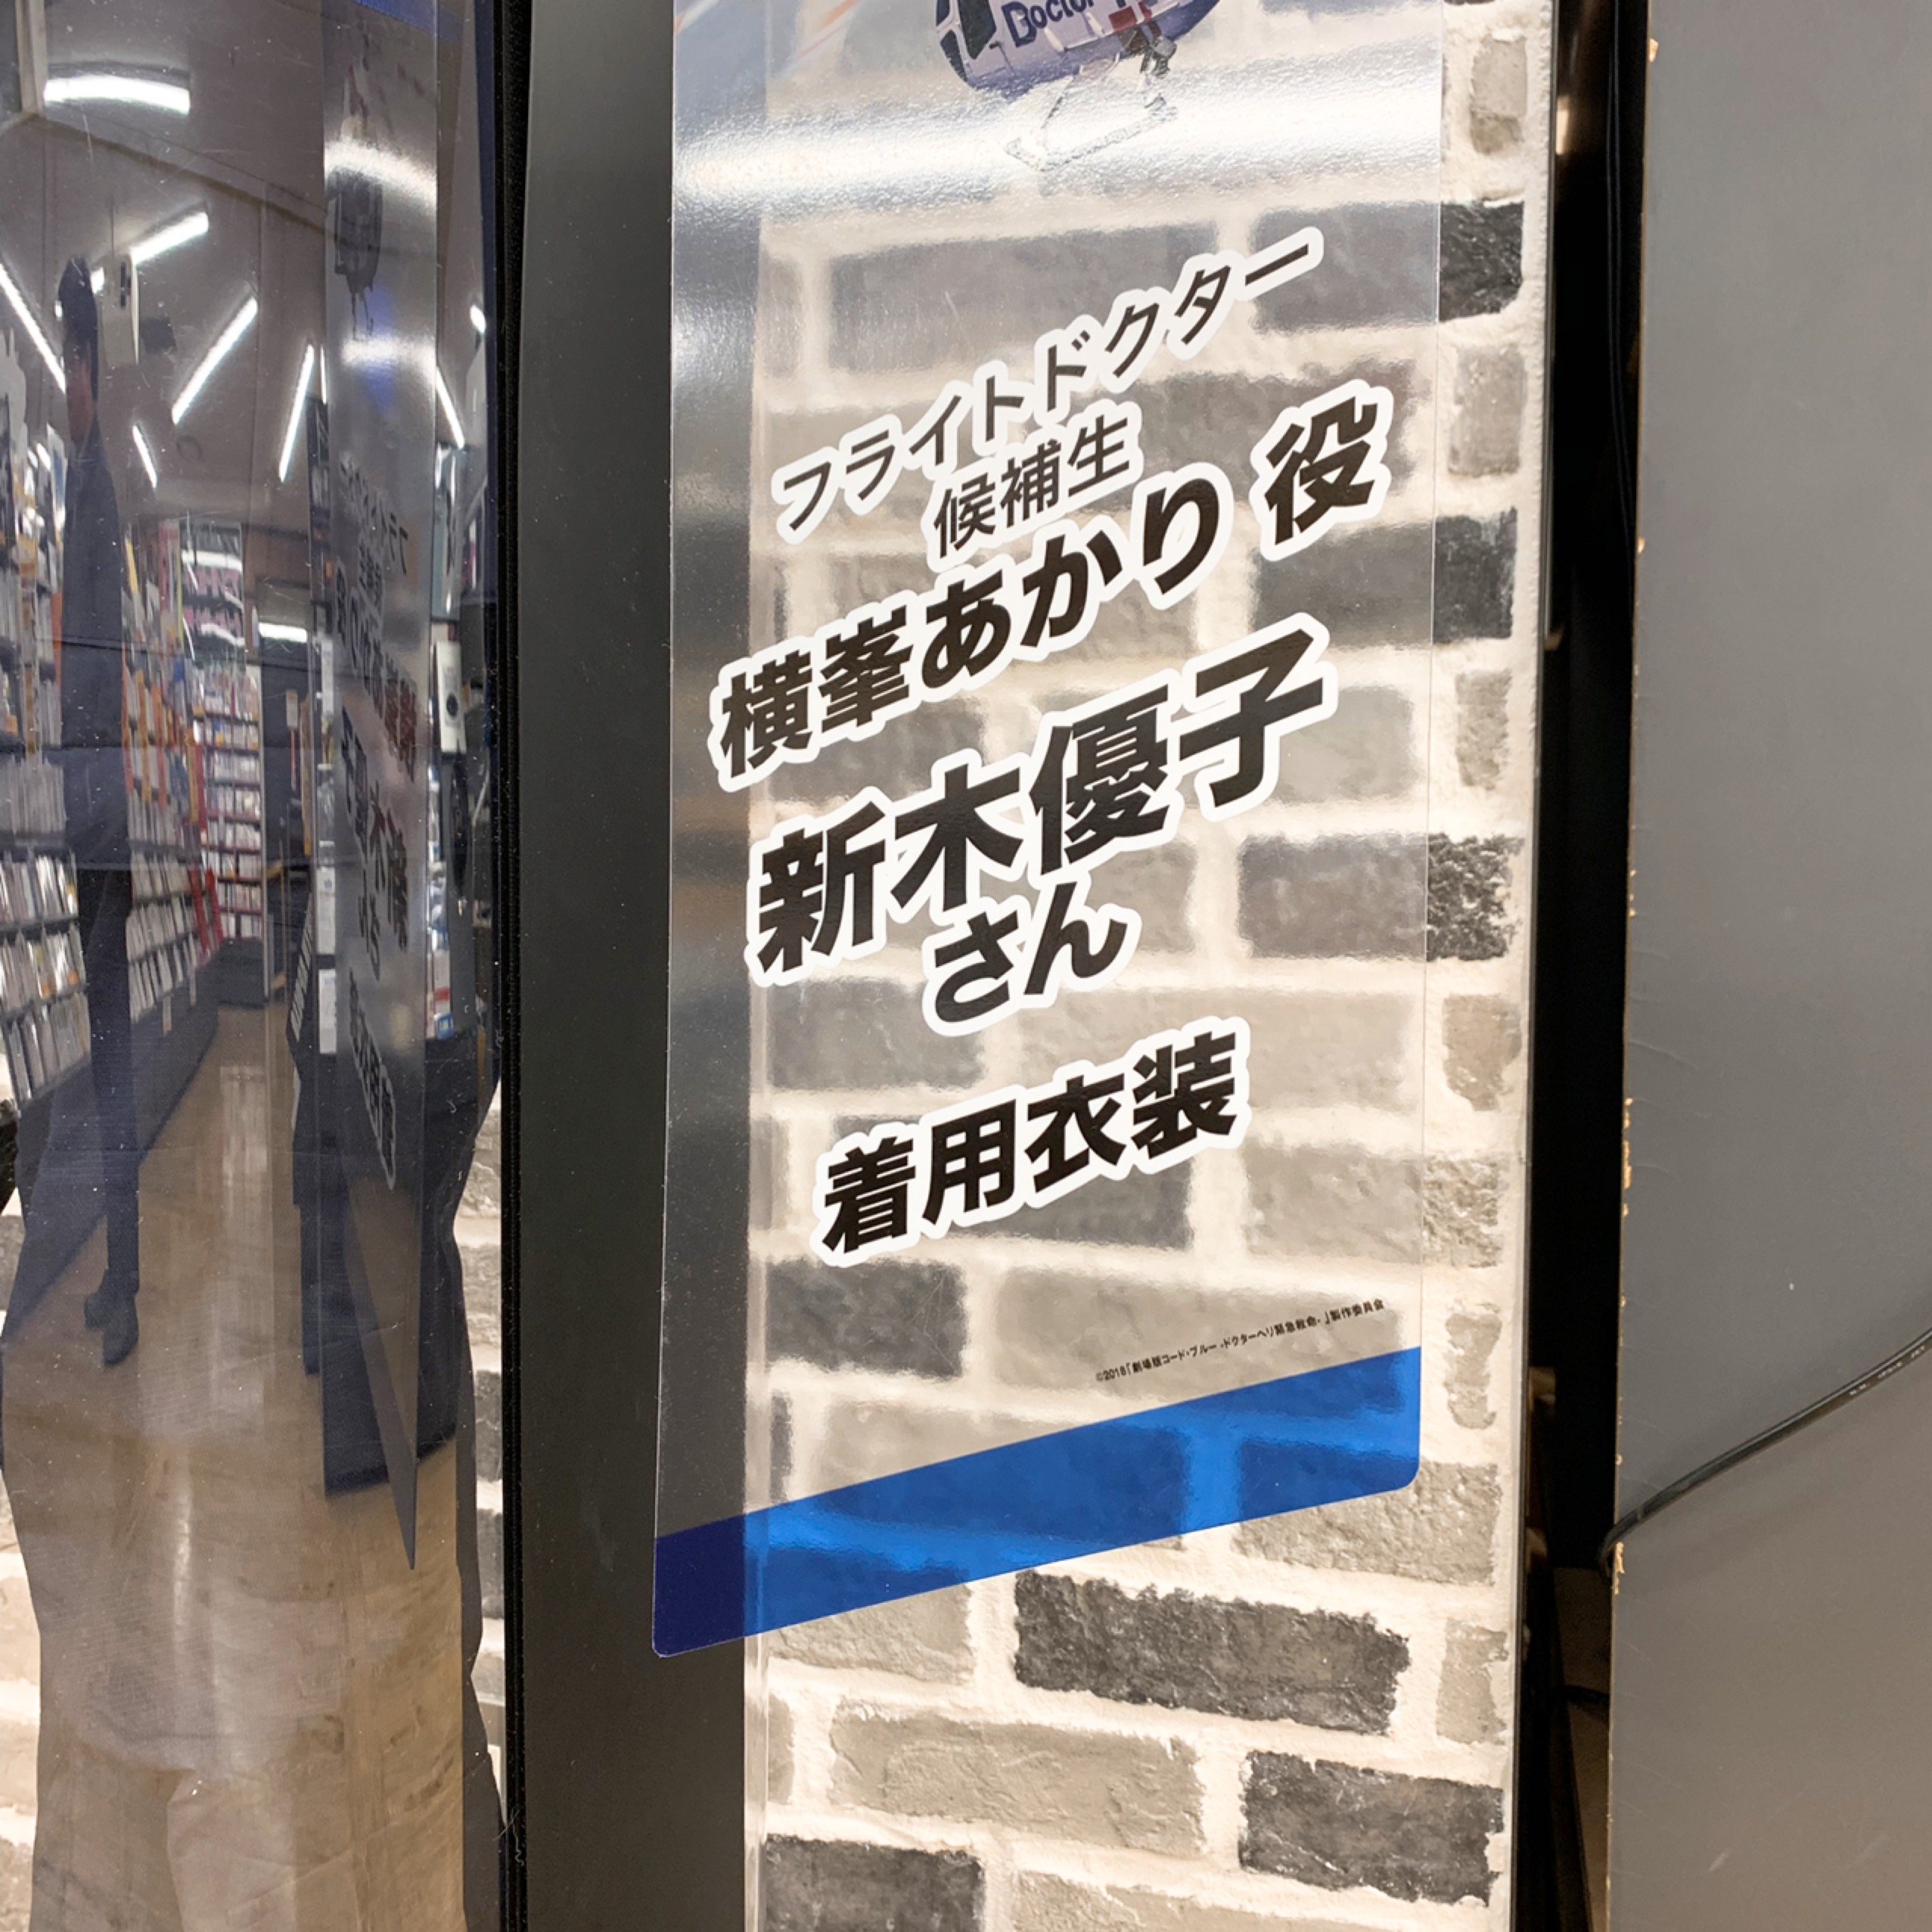 Doctor
フライトドクター
候補生
横峯あかり 役
新木優子
さん
着用衣装
©2018「劇場版コード・ブルー -ドクターヘリ緊急救命- 」製作委員会